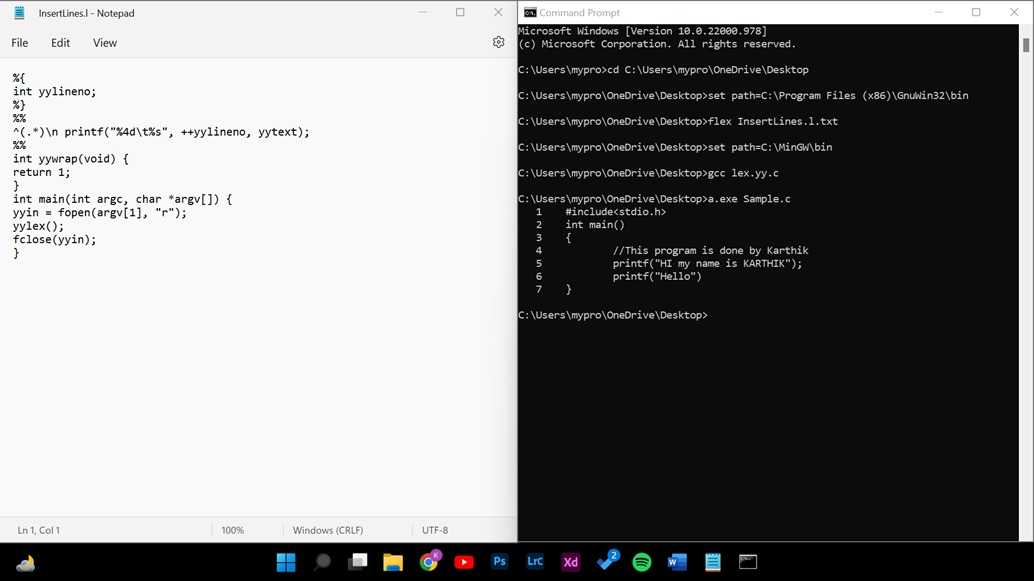 InsertLines.l - Notepad
File Edit View
%{
int yylineno;
%}
%%
^(.*)\n printf("%4d\t%s", ++yylineno, yytext);
%%
int yywrap(void) {
return 1;
}
int main(int argc, char *argv[]) {
yyin = fopen(argv[1], "r");
yylex();
fclose(yyin);
}
Ln 1, Col 1 100% Windows (CRLF) UTF-8
Command Prompt
Microsoft Windows [Version 10.0.22000.978]
(c) Microsoft Corporation. All rights reserved.
C:\Users\mypro>cd C:\Users\mypro\OneDrive\Desktop
C:\Users\mypro\OneDrive\Desktop>set path=C:\Program Files (x86)\GnuWin32\bin
C:\Users\mypro\OneDrive\Desktop>flex InsertLines.l.txt
C:\Users\mypro\OneDrive\Desktop>set path=C:\MinGW\bin
C:\Users\mypro\OneDrive\Desktop>gcc lex.yy.c
C:\Users\mypro\OneDrive\Desktop>a.exe Sample.c
1 #include<stdio.h>
2 int main()
3 {
4 //This program is done by Karthik
5 printf("HI my name is KARTHIK");
6 printf("Hello")
7 }
C:\Users\mypro\OneDrive\Desktop>
K Ps LrC Xd 2 W